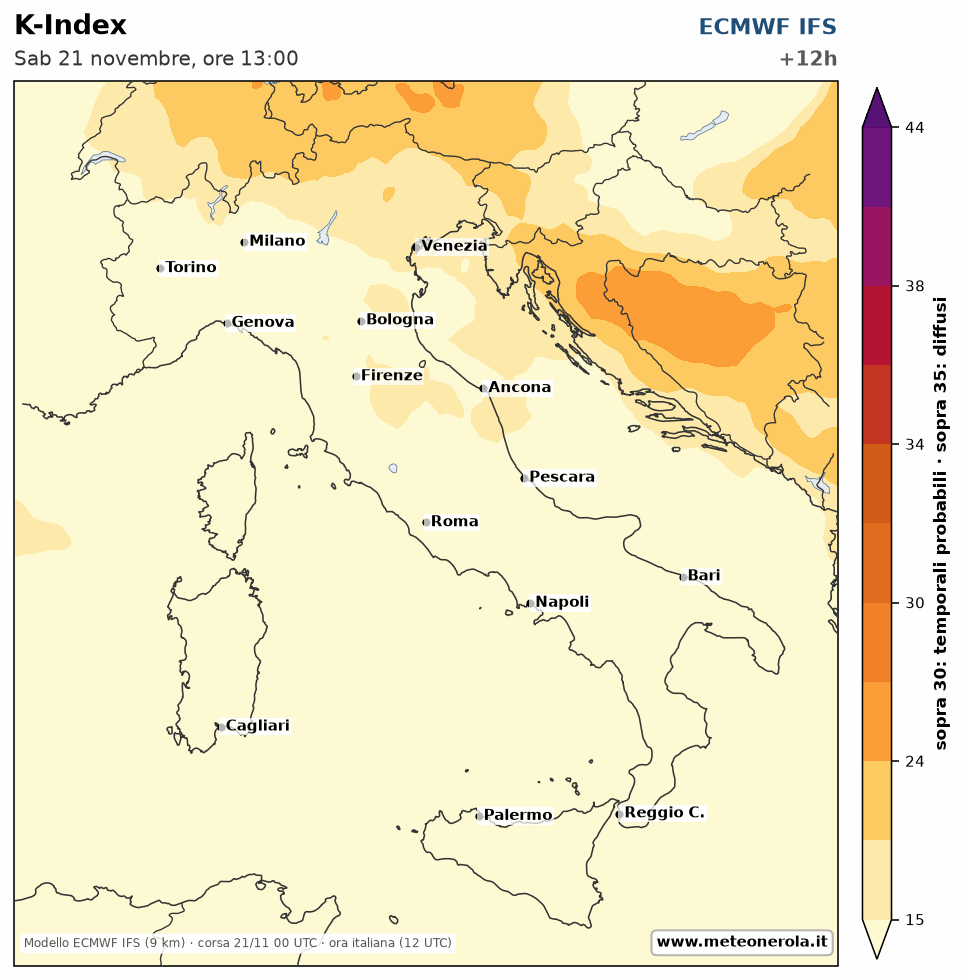 K-Index
ECMWF IFS
Sab 21 novembre, ore 13:00
+12h
44
38
34
30
24
15
sopra 30: temporali probabili · sopra 35: diffusi
Milano
Venezia
Torino
Genova
Bologna
Firenze
Ancona
Pescara
Roma
Bari
Napoli
Cagliari
Palermo
Reggio C.
Modello ECMWF IFS (9 km) · corsa 21/11 00 UTC · ora italiana (12 UTC)
www.meteonerola.it